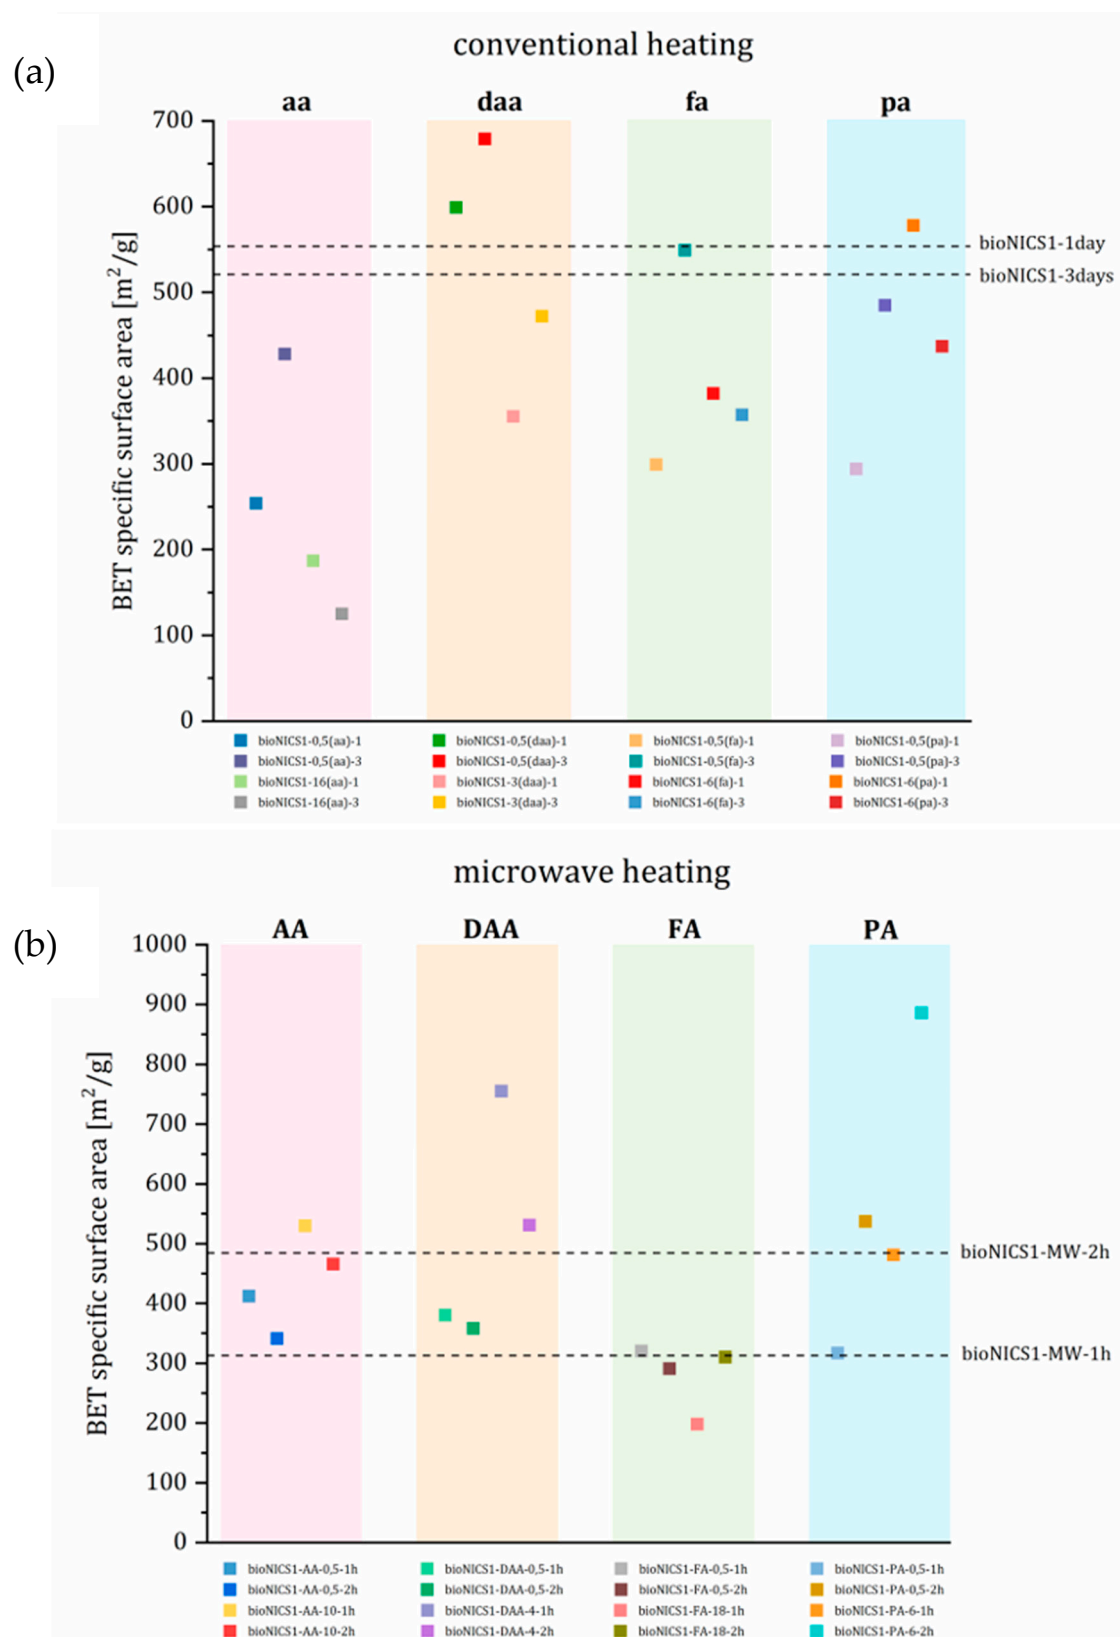 (a)
conventional heating
aa daa fa pa
700
600
500
400
300
200
100
0
BET specific surface area [m²/g]
bioNICS1-1day
bioNICS1-3days
bioNICS1-0,5(aa)-1 bioNICS1-0,5(daa)-1 bioNICS1-0,5(fa)-1 bioNICS1-0,5(pa)-1
bioNICS1-0,5(aa)-3 bioNICS1-0,5(daa)-3 bioNICS1-0,5(fa)-3 bioNICS1-0,5(pa)-3
bioNICS1-16(aa)-1 bioNICS1-3(daa)-1 bioNICS1-6(fa)-1 bioNICS1-6(pa)-1
bioNICS1-16(aa)-3 bioNICS1-3(daa)-3 bioNICS1-6(fa)-3 bioNICS1-6(pa)-3
microwave heating
(b)
AA DAA FA PA
1000
900
800
700
600
500
400
300
200
100
0
BET specific surface area [m²/g]
bioNICS1-MW-2h
bioNICS1-MW-1h
bioNICS1-AA-0,5-1h bioNICS1-DAA-0,5-1h bioNICS1-FA-0,5-1h bioNICS1-PA-0,5-1h
bioNICS1-AA-0,5-2h bioNICS1-DAA-0,5-2h bioNICS1-FA-0,5-2h bioNICS1-PA-0,5-2h
bioNICS1-AA-10-1h bioNICS1-DAA-4-1h bioNICS1-FA-18-1h bioNICS1-PA-6-1h
bioNICS1-AA-10-2h bioNICS1-DAA-4-2h bioNICS1-FA-18-2h bioNICS1-PA-6-2h